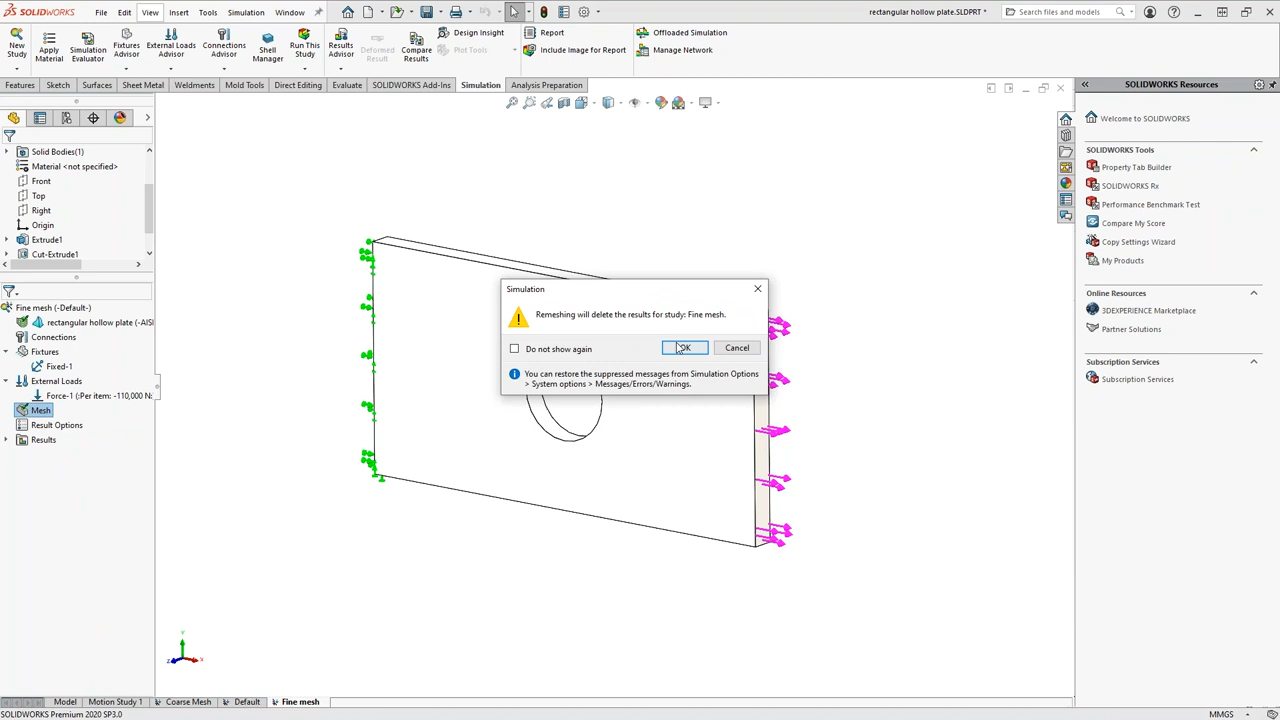 SOLIDWORKS File Edit View Insert Tools Simulation Window rectangular hollow plate.SLDPRT * Search files and models
New Study
Apply Material
Simulation Evaluator
Fixtures Advisor
External Loads Advisor
Connections Advisor
Shell Manager
Run This Study
Results Advisor
Deformed Result
Compare Results
Design Insight
Plot Tools
Report
Include Image for Report
Offloaded Simulation
Manage Network
Features Sketch Surfaces Sheet Metal Weldments Mold Tools Direct Editing Evaluate SOLIDWORKS Add-Ins Simulation Analysis Preparation
Solid Bodies(1)
Material <not specified>
Front
Top
Right
Origin
Extrude1
Cut-Extrude1
Fine mesh (-Default-)
rectangular hollow plate (-AISI
Connections
Fixtures
Fixed-1
External Loads
Force-1 (:Per item: -110,000 N:
Mesh
Result Options
Results
Simulation
Remeshing will delete the results for study: Fine mesh.
Do not show again
OK
Cancel
You can restore the suppressed messages from Simulation Options
> System options > Messages/Errors/Warnings.
Y
Z
X
SOLIDWORKS Resources
Welcome to SOLIDWORKS
SOLIDWORKS Tools
Property Tab Builder
SOLIDWORKS Rx
Performance Benchmark Test
Compare My Score
Copy Settings Wizard
My Products
Online Resources
3DEXPERIENCE Marketplace
Partner Solutions
Subscription Services
Subscription Services
Model Motion Study 1 Coarse Mesh Default Fine mesh
SOLIDWORKS Premium 2020 SP3.0 MMGS